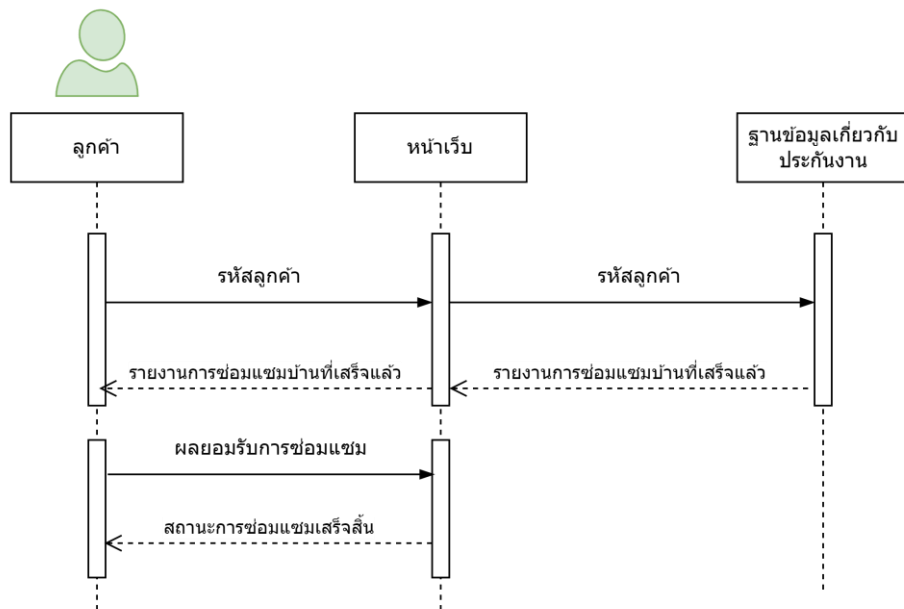 ลูกค้า
หน้าเว็บ
ฐานข้อมูลเกี่ยวกับ
ประกันงาน
รหัสลูกค้า
รหัสลูกค้า
รายงานการซ่อมแซมบ้านที่เสร็จแล้ว
รายงานการซ่อมแซมบ้านที่เสร็จแล้ว
ผลยอมรับการซ่อมแซม
สถานะการซ่อมแซมเสร็จสิ้น